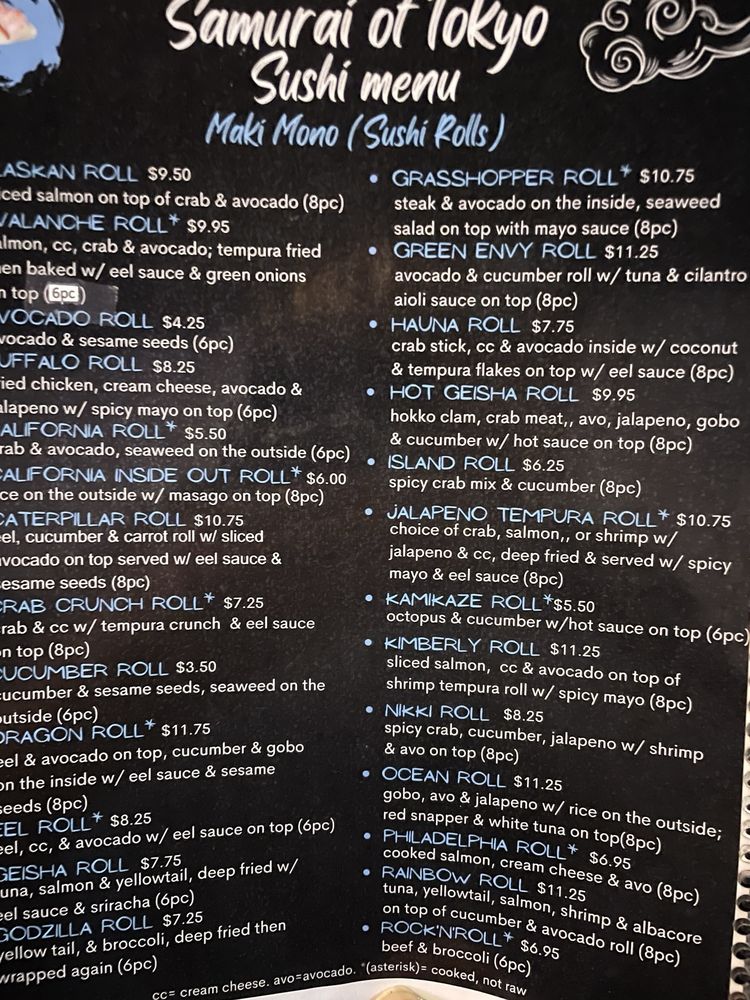 Samurai of Tokyo
Sushi menu
Maki Mono (Sushi Rolls)
ASKAN ROLL $9.50
iced salmon on top of crab & avocado (8pc)
VALANCHE ROLL* $9.95
almon, cc, crab & avocado; tempura fried
hen baked w/ eel sauce & green onions
n top (6pc)
VOCADO ROLL $4.25
vocado & sesame seeds (6pc)
UFFALO ROLL $8.25
ried chicken, cream cheese, avocado &
alapeno w/ spicy mayo on top (6pc)
ALIFORNIA ROLL* $5.50
rab & avocado, seaweed on the outside (6pc)
CALIFORNIA INSIDE OUT ROLL* $6.00
ice on the outside w/ masago on top (8pc)
CATERPILLAR ROLL $10.75
eel, cucumber & carrot roll w/ sliced
avocado on top served w/ eel sauce &
sesame seeds (8pc)
CRAB CRUNCH ROLL* $7.25
crab & cc w/ tempura crunch & eel sauce
on top (8pc)
CUCUMBER ROLL $3.50
cucumber & sesame seeds, seaweed on the
outside (6pc)
DRAGON ROLL* $11.75
eel & avocado on top, cucumber & gobo
on the inside w/ eel sauce & sesame
seeds (8pc)
EEL ROLL* $8.25
eel, cc, & avocado w/ eel sauce on top (6pc)
GEISHA ROLL $7.75
tuna, salmon & yellowtail, deep fried w/
eel sauce & sriracha (6pc)
GODZILLA ROLL $7.25
yellow tail, & broccoli, deep fried then
wrapped again (6pc)
GRASSHOPPER ROLL* $10.75
steak & avocado on the inside, seaweed
salad on top with mayo sauce (8pc)
GREEN ENVY ROLL $11.25
avocado & cucumber roll w/ tuna & cilantro
aioli sauce on top (8pc)
HAUNA ROLL $7.75
crab stick, cc & avocado inside w/ coconut
& tempura flakes on top w/ eel sauce (8pc)
HOT GEISHA ROLL $9.95
hokko clam, crab meat,, avo, jalapeno, gobo
& cucumber w/ hot sauce on top (8pc)
ISLAND ROLL $6.25
spicy crab mix & cucumber (8pc)
JALAPENO TEMPURA ROLL* $10.75
choice of crab, salmon,, or shrimp w/
jalapeno & cc, deep fried & served w/ spicy
mayo & eel sauce (8pc)
KAMIKAZE ROLL*$5.50
octopus & cucumber w/hot sauce on top (6pc)
KIMBERLY ROLL $11.25
sliced salmon, cc & avocado on top of
shrimp tempura roll w/ spicy mayo (8pc)
NIKKI ROLL $8.25
spicy crab, cucumber, jalapeno w/ shrimp
& avo on top (8pc)
OCEAN ROLL $11.25
gobo, avo & jalapeno w/ rice on the outside;
red snapper & white tuna on top(8pc)
PHILADELPHIA ROLL* $6.95
cooked salmon, cream cheese & avo (8pc)
RAINBOW ROLL $11.25
tuna, yellowtail, salmon, shrimp & albacore
on top of cucumber & avocado roll (8pc)
ROCK'N'ROLL* $6.95
beef & broccoli (6pc)
cc= cream cheese. avo=avocado. *(asterisk)= cooked, not raw